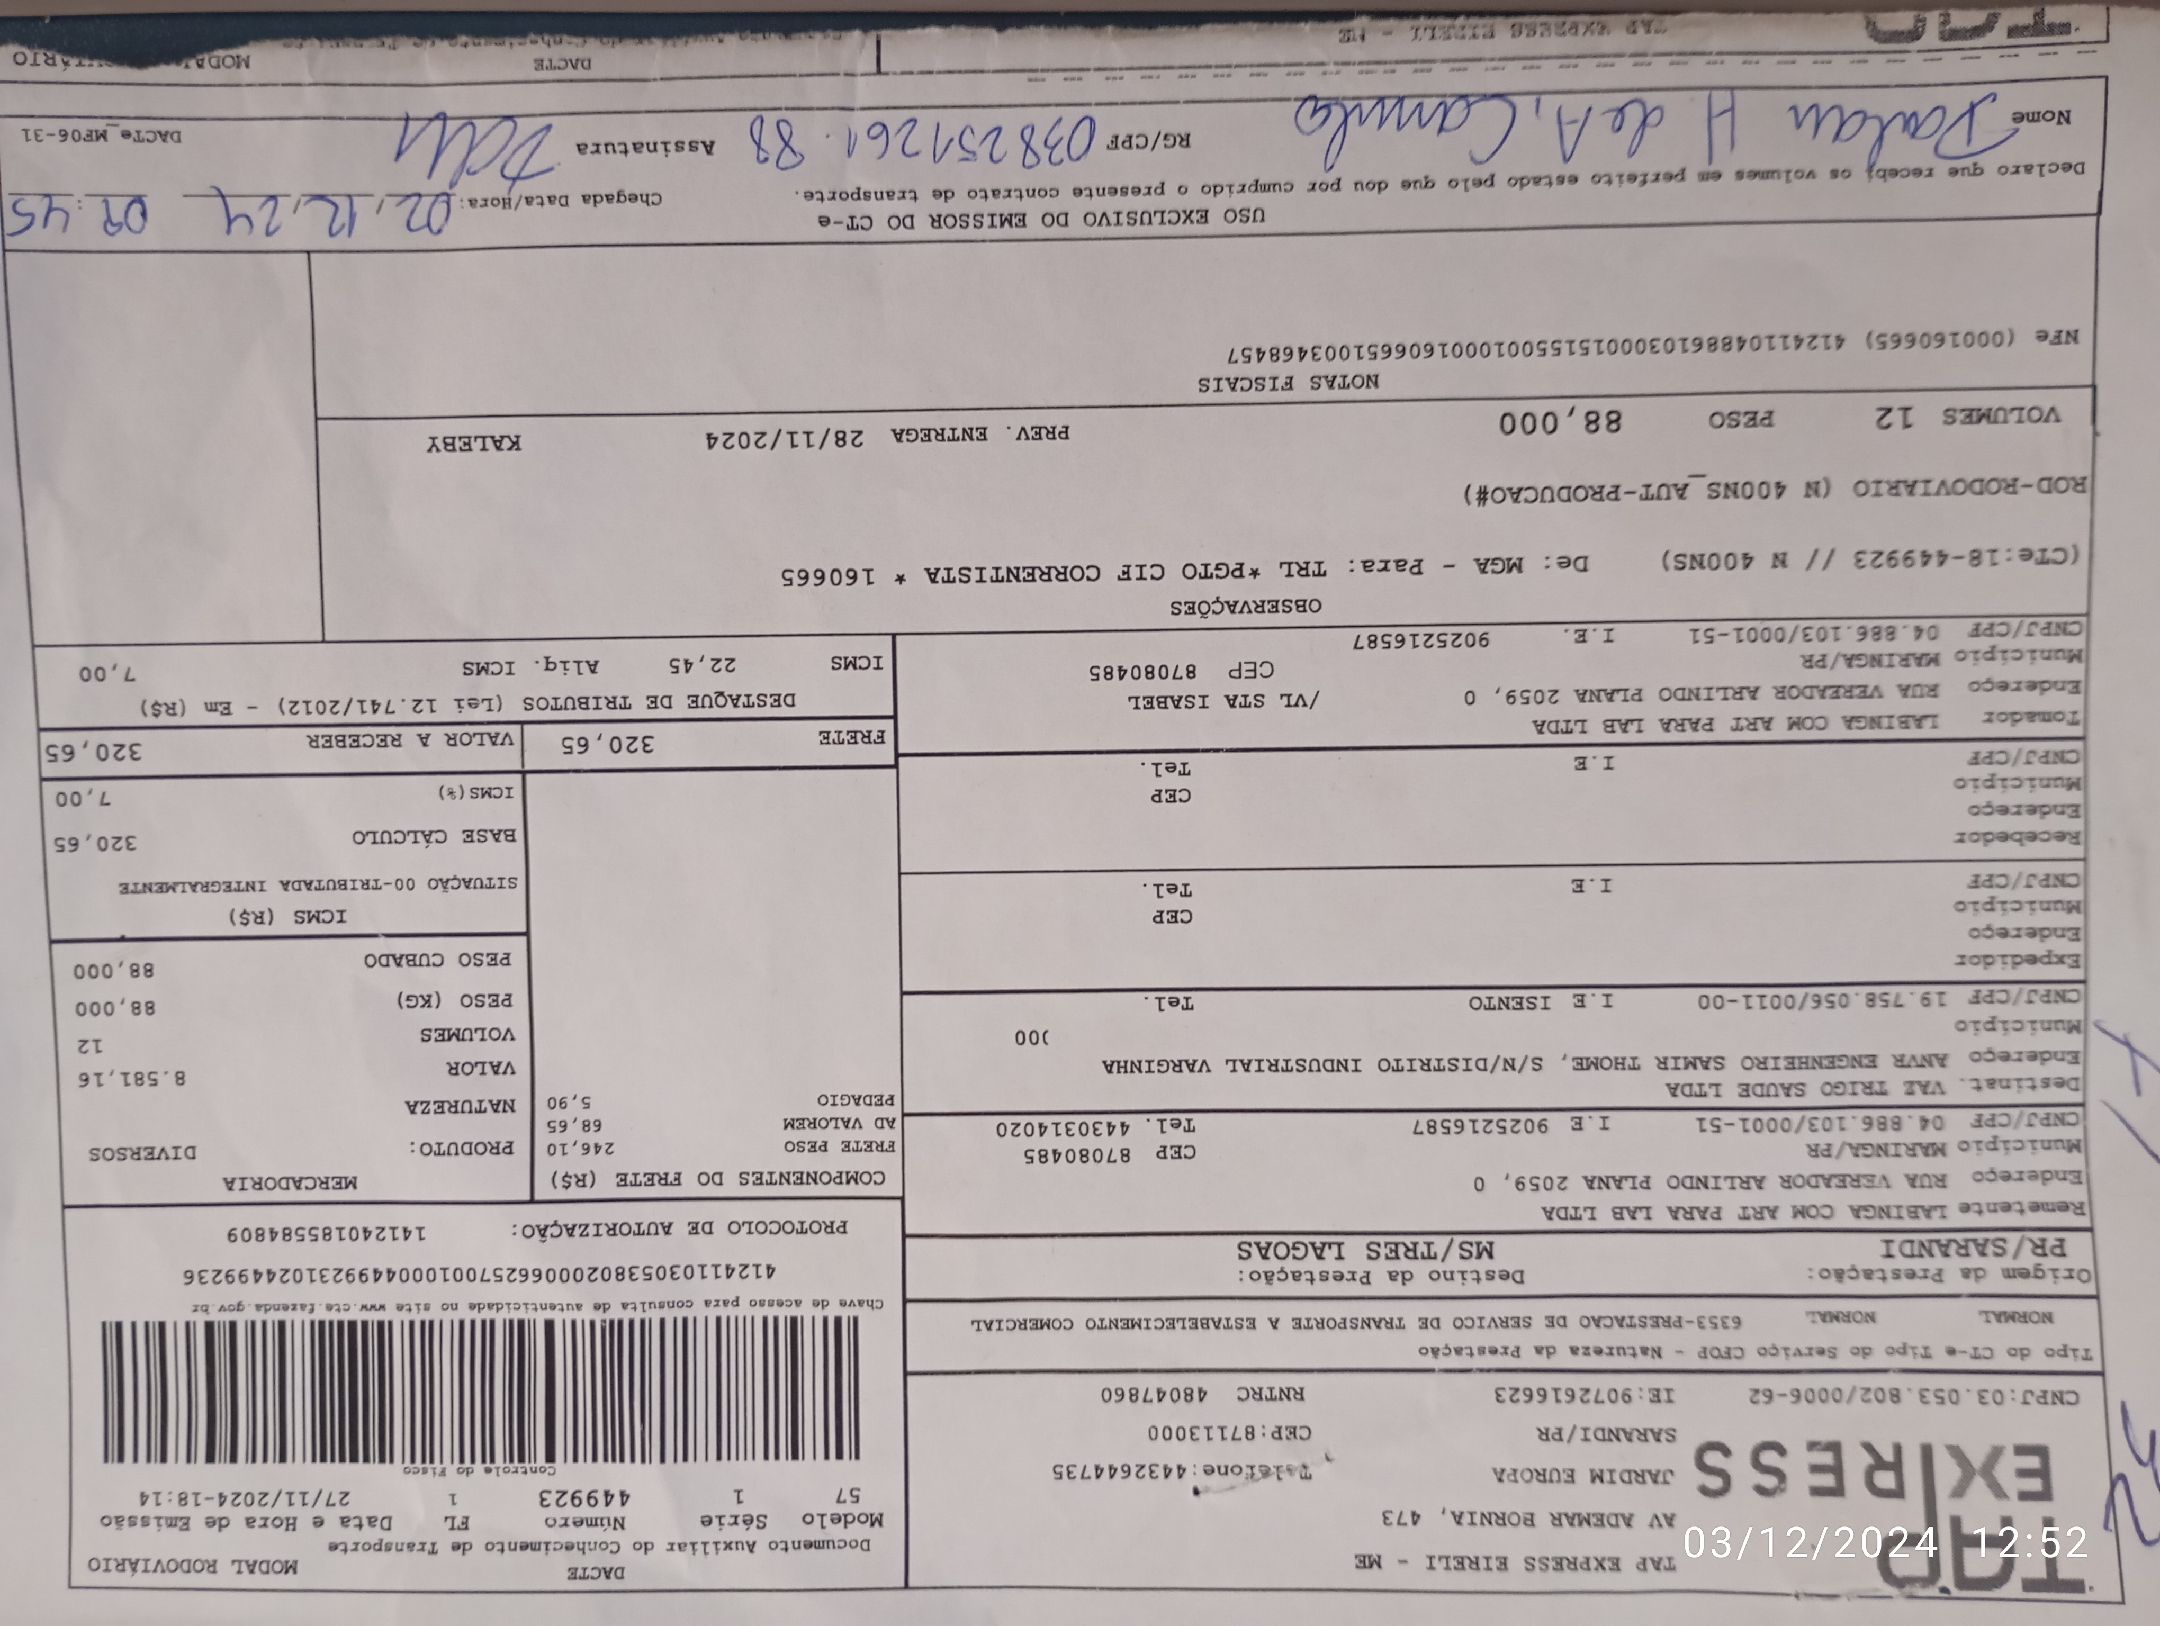 TAP EXPRESS
TAP EXPRESS EIRELI - ME
AV ADEMAR BORNIA, 473
JARDIM EUROPA Telefone:4432644735
SARANDI/PR CEP:87113000
CNPJ:03.053.802/0006-62 IE:9072616623 RNTRC 48047860
DACTE MODAL RODOVIÁRIO
Documento Auxiliar do Conhecimento de Transporte
Modelo Série Número FL Data e Hora de Emissão
57 1 449923 1 27/11/2024-18:14
Controle do Fisco
Chave de acesso para consulta de autenticidade no site www.cte.fazenda.gov.br
41241103053802000662570010004499231024499236
PROTOCOLO DE AUTORIZAÇÃO: 141240185584809
Tipo do CT-e Tipo do Serviço CFOP - Natureza da Prestação
NORMAL NORMAL 6353-PRESTACAO DE SERVICO DE TRANSPORTE A ESTABELECIMENTO COMERCIAL
Origem da Prestação: Destino da Prestação:
PR/SARANDI MS/TRES LAGOAS
Remetente LABINGA COM ART PARA LAB LTDA
Endereço RUA VEREADOR ARLINDO PLANA 2059, 0
Município MARINGA/PR CEP 87080485
CNPJ/CPF 04.886.103/0001-51 I.E 9025216587 Tel. 4430314020
Destinat. VAZ TRIGO SAUDE LTDA
Endereço ANVR ENGENHEIRO SAMIR THOME, S/N/DISTRITO INDUSTRIAL VARGINHA
Município 000
CNPJ/CPF 19.758.056/0011-00 I.E ISENTO Tel.
Expedidor
Endereço
Município CEP
CNPJ/CPF I.E Tel.
Recebedor
Endereço
Município CEP
CNPJ/CPF I.E Tel.
Tomador LABINGA COM ART PARA LAB LTDA
Endereço RUA VEREADOR ARLINDO PLANA 2059, 0 /VL STA ISABEL
Município MARINGA/PR CEP 87080485
CNPJ/CPF 04.886.103/0001-51 I.E. 9025216587
COMPONENTES DO FRETE (R$)
FRETE PESO 246,10
AD VALOREM 68,65
PEDAGIO 5,90
MERCADORIA
PRODUTO: DIVERSOS
NATUREZA
VALOR 8.581,16
VOLUMES 12
PESO (KG) 88,000
PESO CUBADO 88,000
ICMS (R$)
SITUAÇÃO 00-TRIBUTADA INTEGRALMENTE
BASE CÁLCULO 320,65
ICMS(%) 7,00
FRETE 320,65 VALOR A RECEBER 320,65
DESTAQUE DE TRIBUTOS (Lei 12.741/2012) - Em (R$)
ICMS 22,45 Aliq. ICMS 7,00
OBSERVAÇÕES
(CTe:18-449923 // N 400NS) De: MGA - Para: TRL *PGTO CIF CORRENTISTA * 160665
ROD-RODOVIARIO (N 400NS_AUT-PRODUCAO#)
VOLUMES 12 PESO 88,000 PREV. ENTREGA 28/11/2024 KALEBY
NOTAS FISCAIS
NFe (000160665) 41241104886103000151550010001606651003468457
USO EXCLUSIVO DO EMISSOR DO CT-e
Declaro que recebi os volumes em perfeito estado pelo que dou por cumprido o presente contrato de transporte. Chegada Data/Hora: 02/12/24 09:45
Nome H de A. Camilo RG/CPF 038251261.88 Assinatura
DACTe_MF06-31
DACTE MODAL RODOVIÁRIO
TAP EXPRESS EIRELI - ME
03/12/2024 12:52